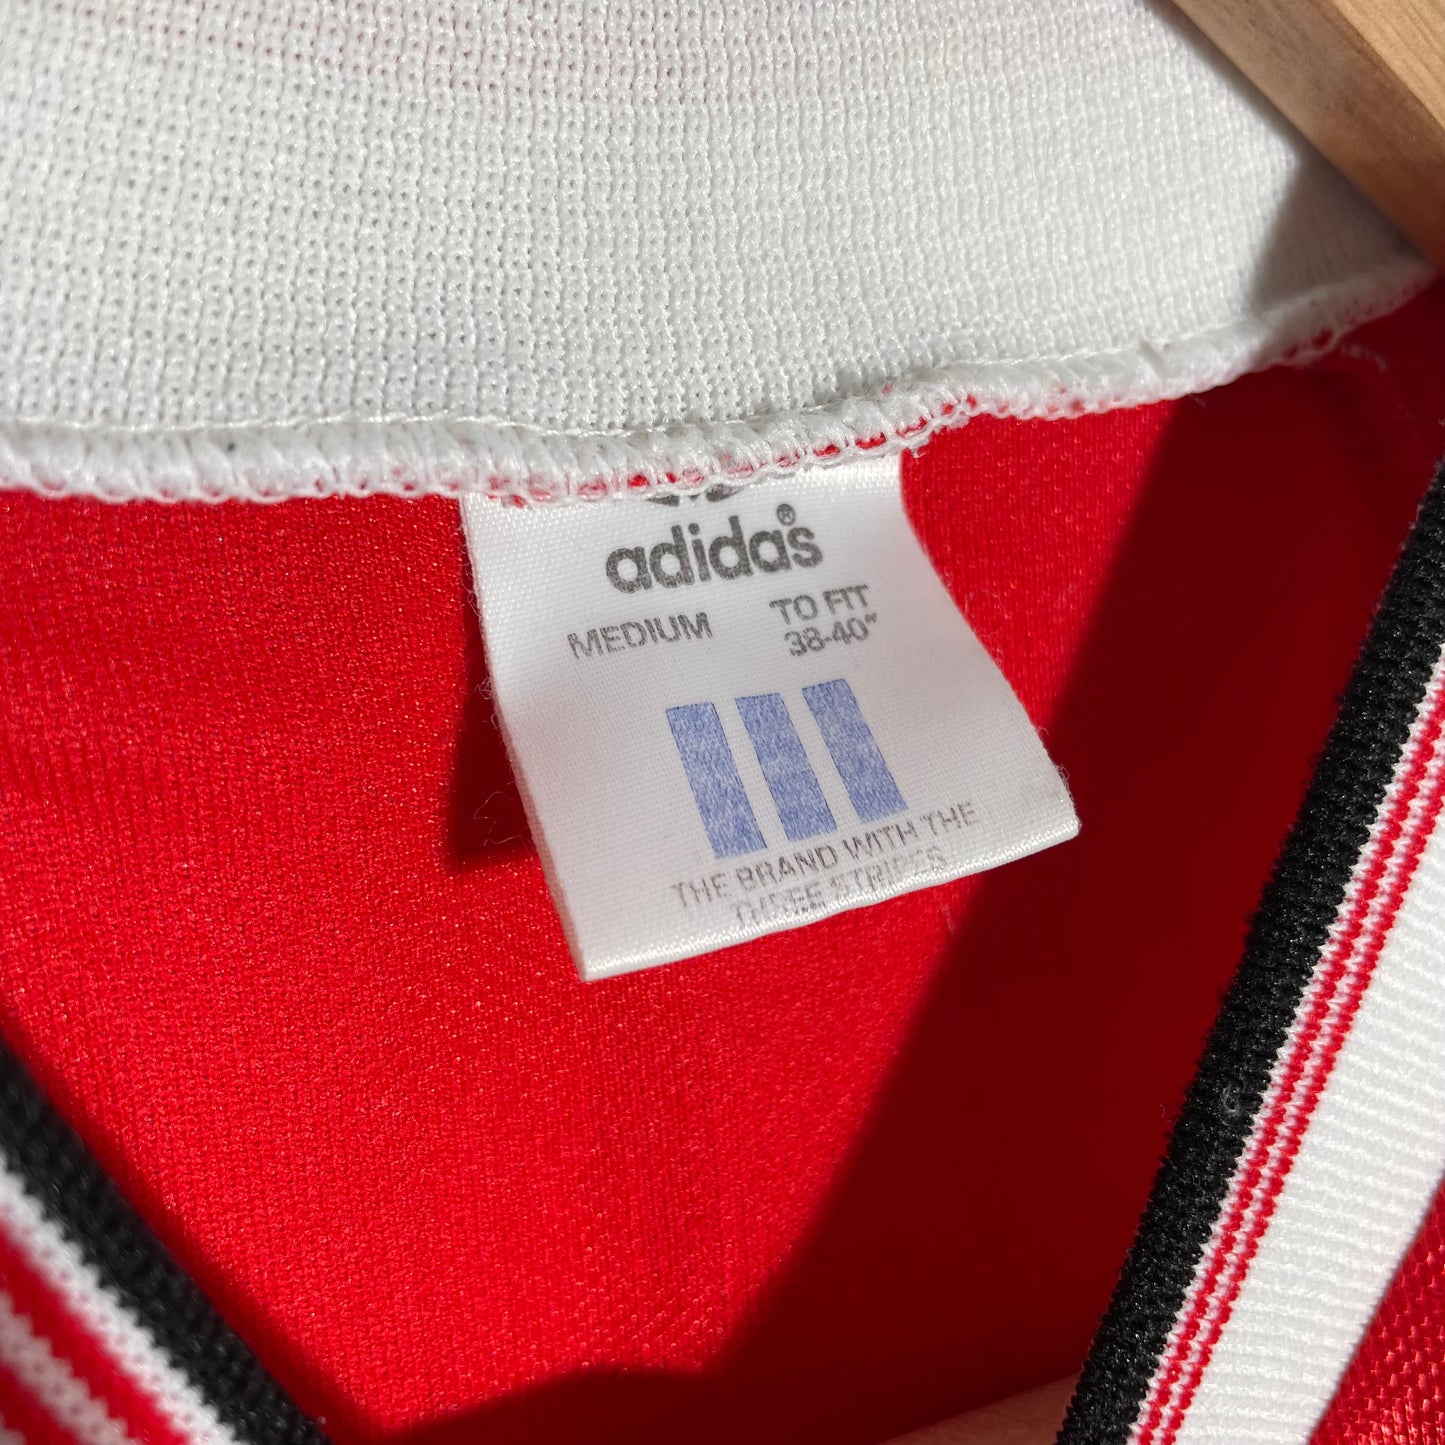 adidas®
MEDIUM TO FIT
38-40"
THE BRAND WITH THE
THREE STRIPES